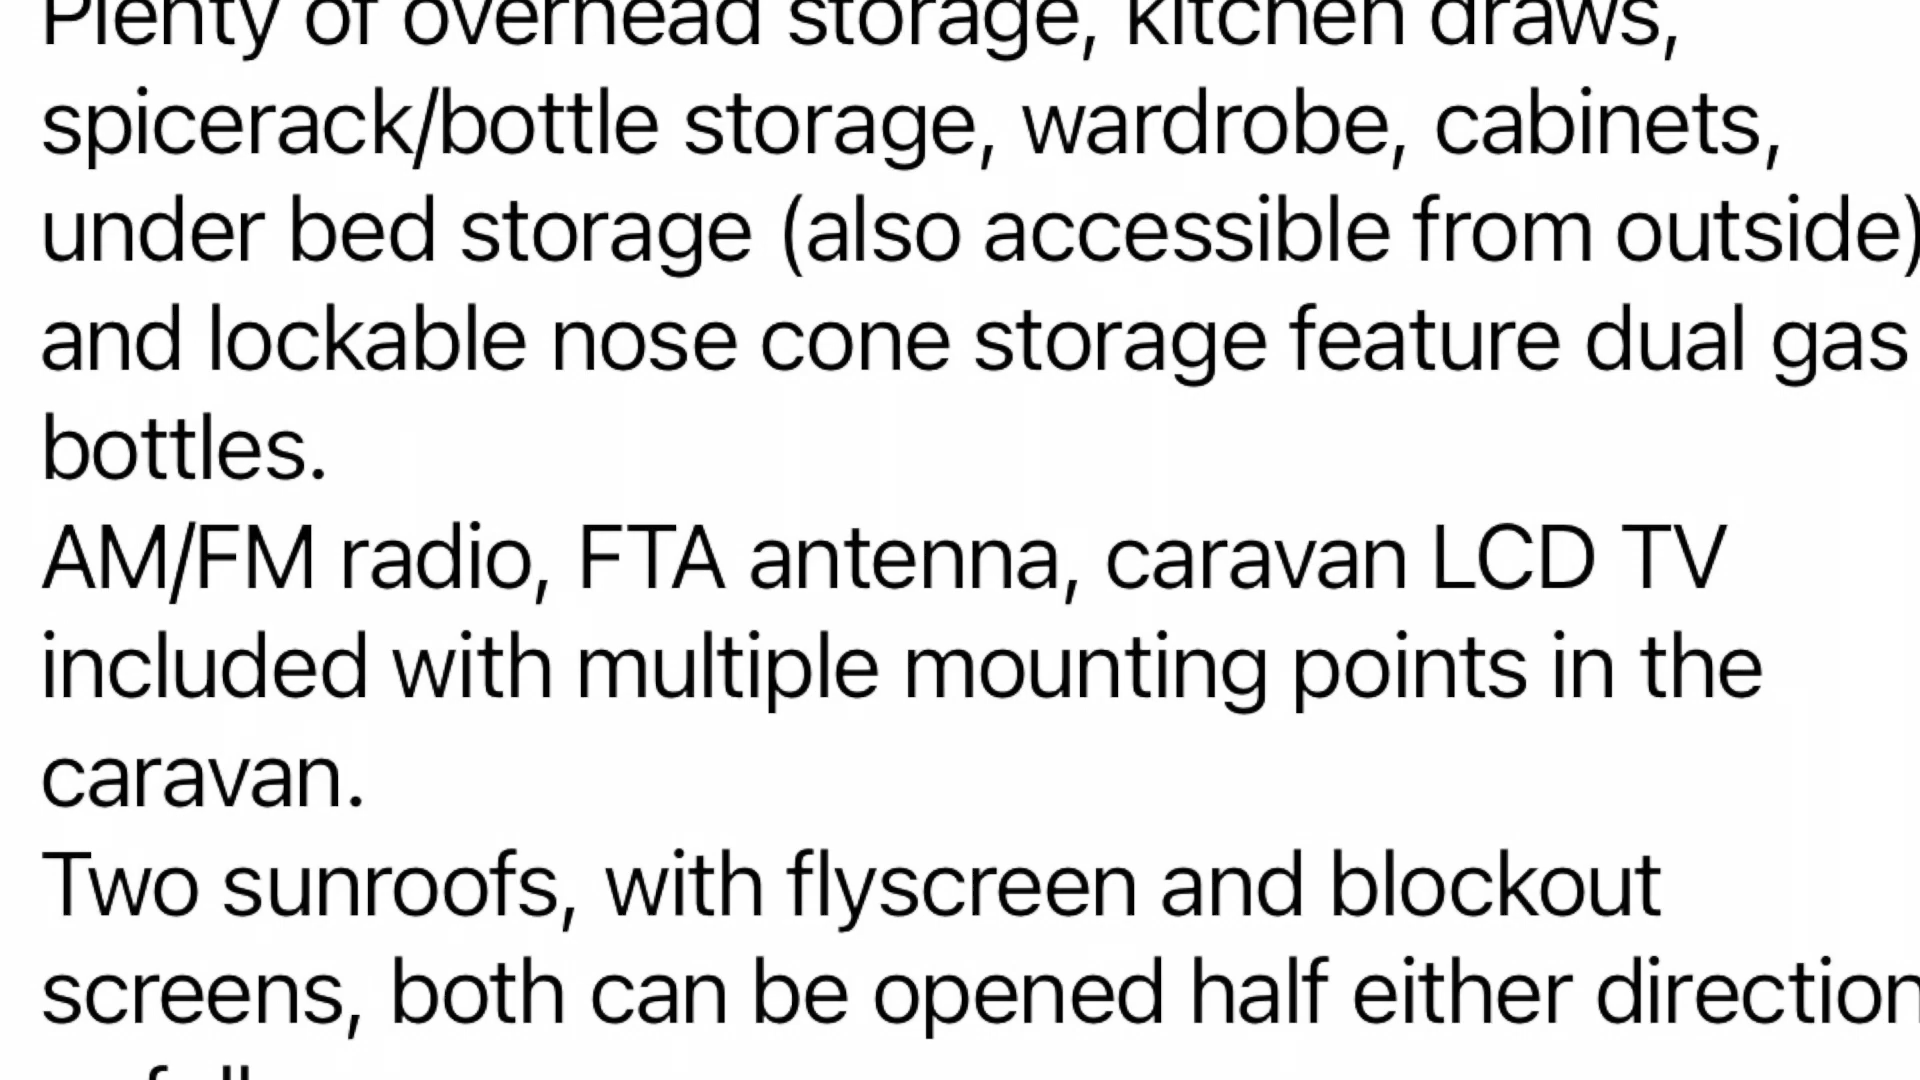 Plenty of overhead storage, kitchen draws,
spicerack/bottle storage, wardrobe, cabinets,
under bed storage (also accessible from outside)
and lockable nose cone storage feature dual gas
bottles.
AM/FM radio, FTA antenna, caravan LCD TV
included with multiple mounting points in the
caravan.
Two sunroofs, with flyscreen and blockout
screens, both can be opened half either direction